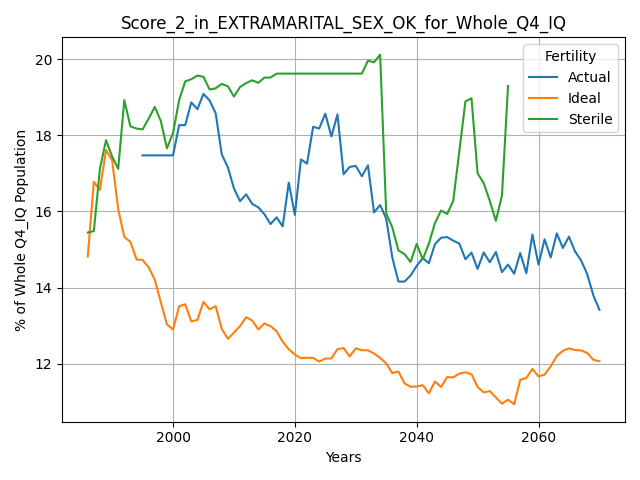 Score_2_in_EXTRAMARITAL_SEX_OK_for_Whole_Q4_IQ
% of Whole Q4_IQ Population
20
18
16
14
12
Fertility
Actual
Ideal
Sterile
2000
2020
2040
2060
Years